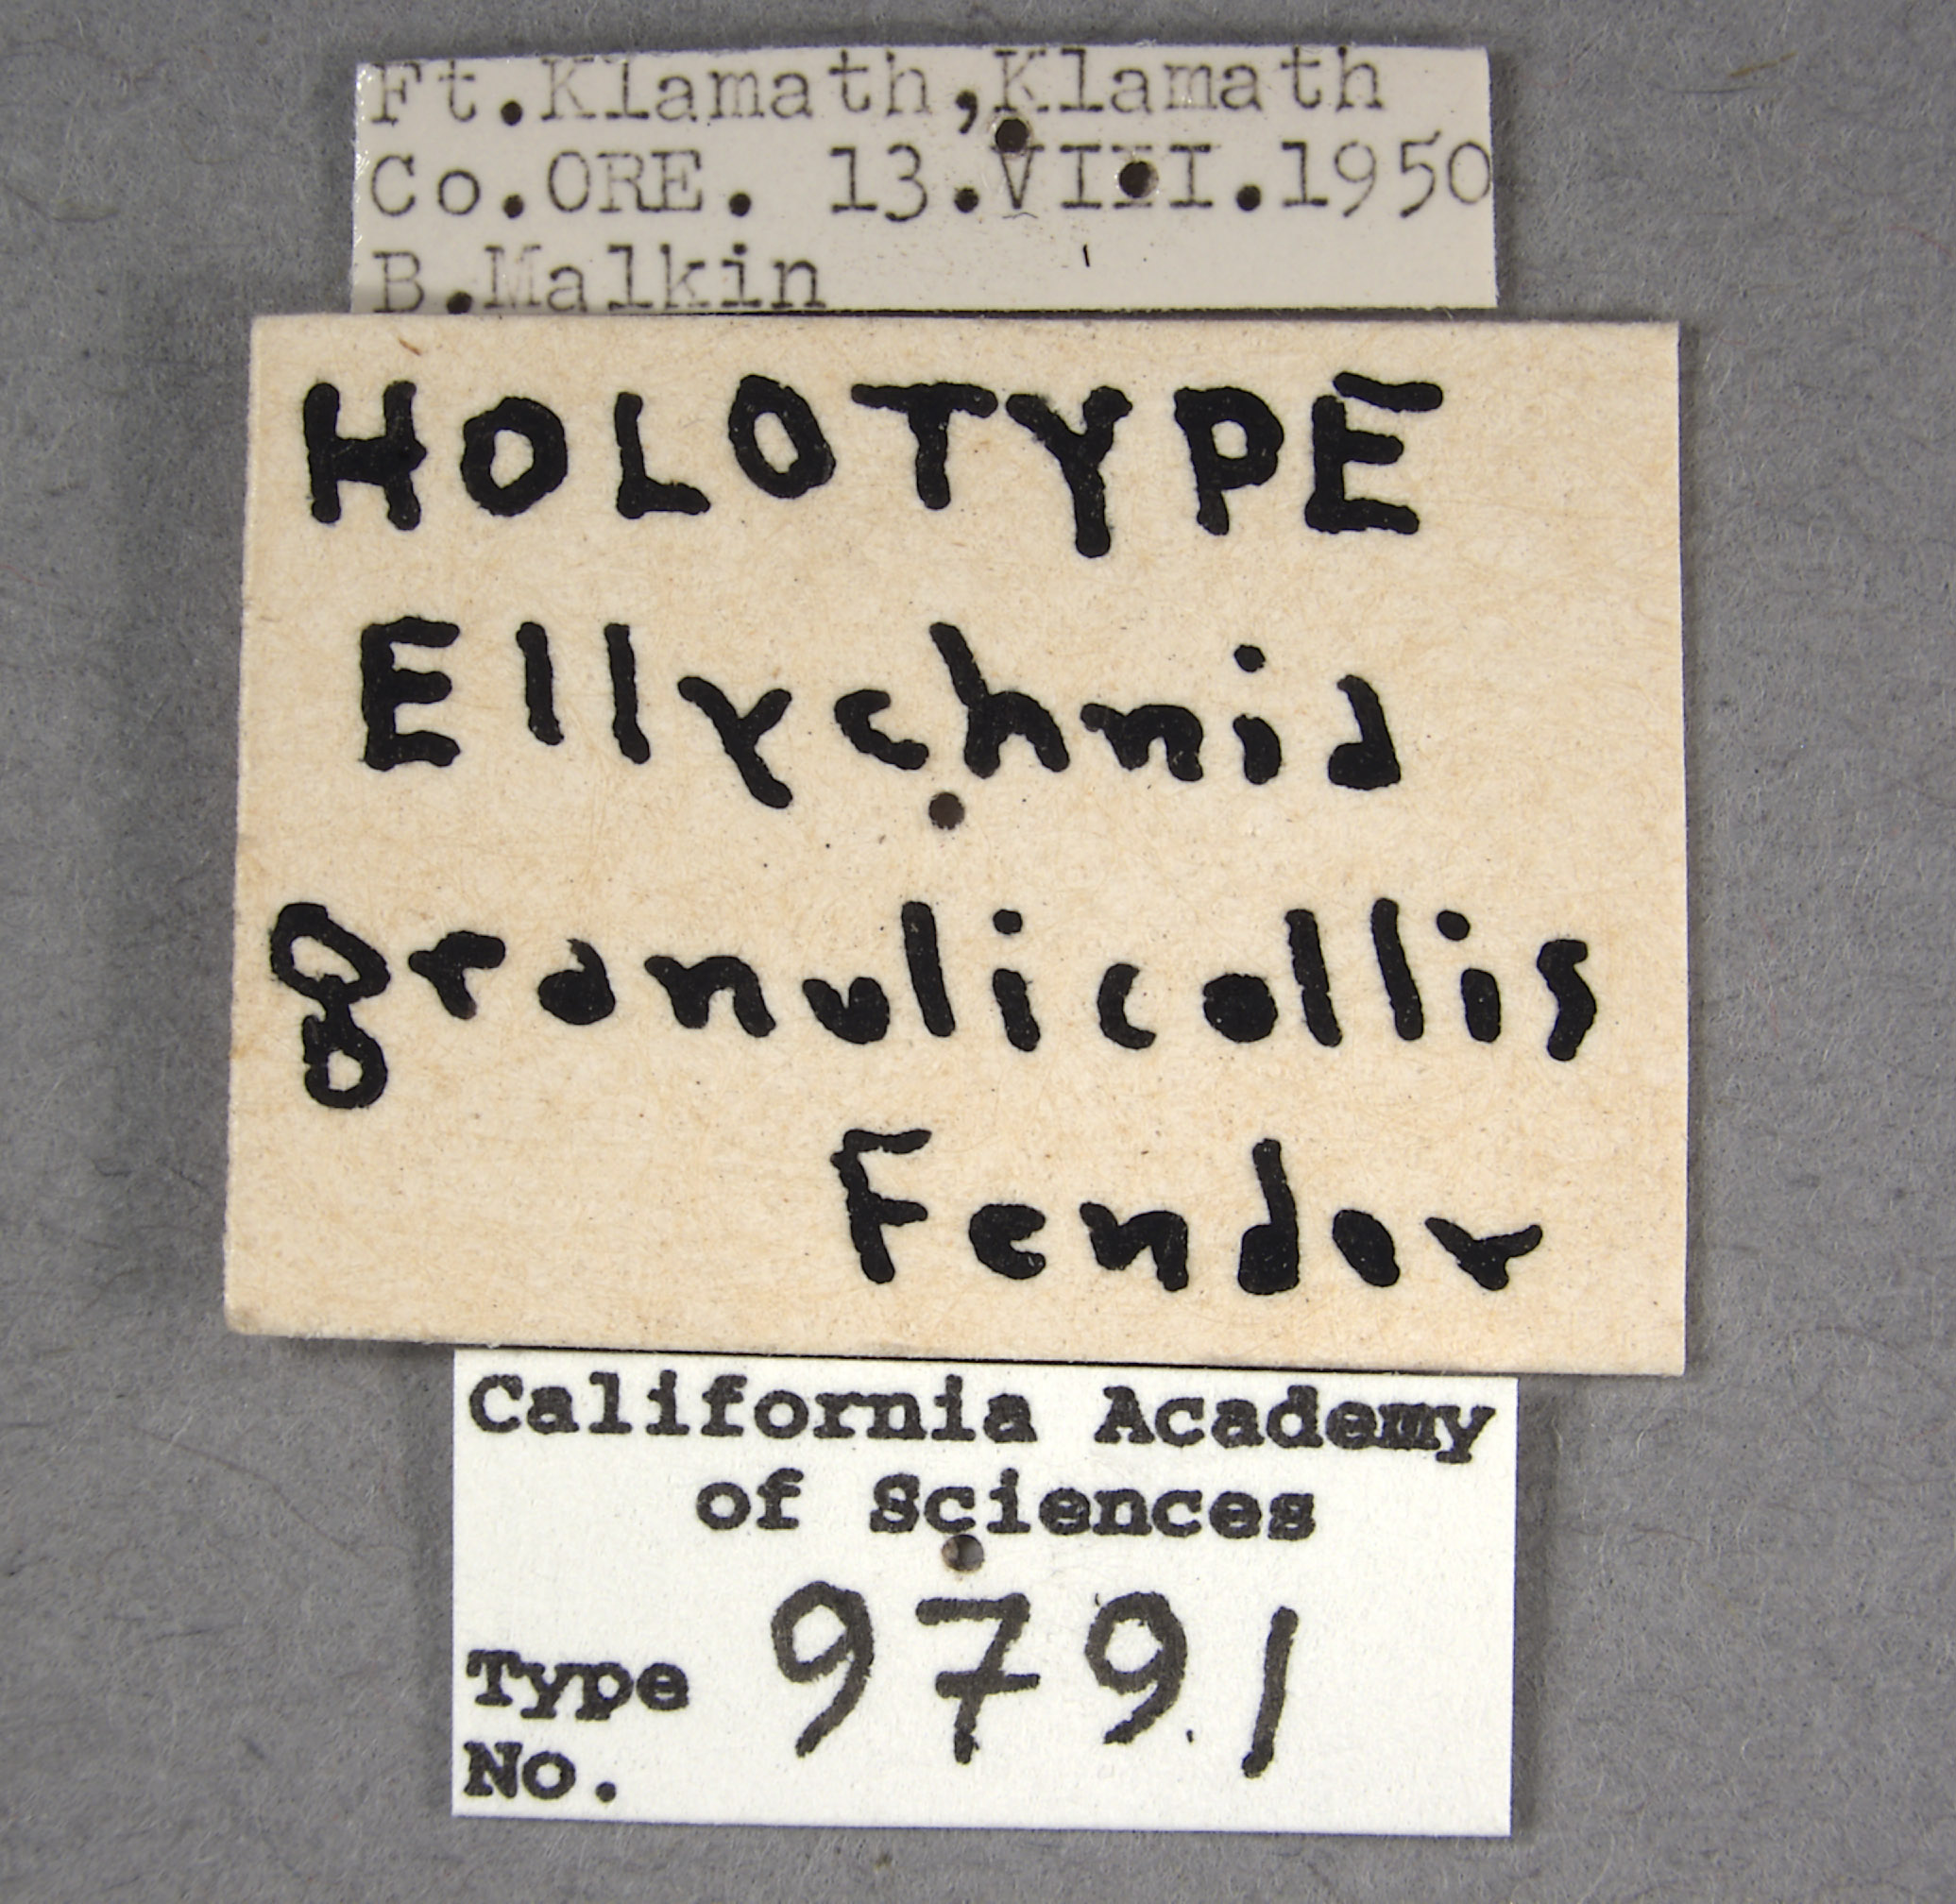 Ft.Klamath,Klamath
Co.ORE. 13.VIII.1950
B.Malkin
HOLOTYPE
Ellychnia
granulicollis
Fender
California Academy
of Sciences
Type 9791
No.